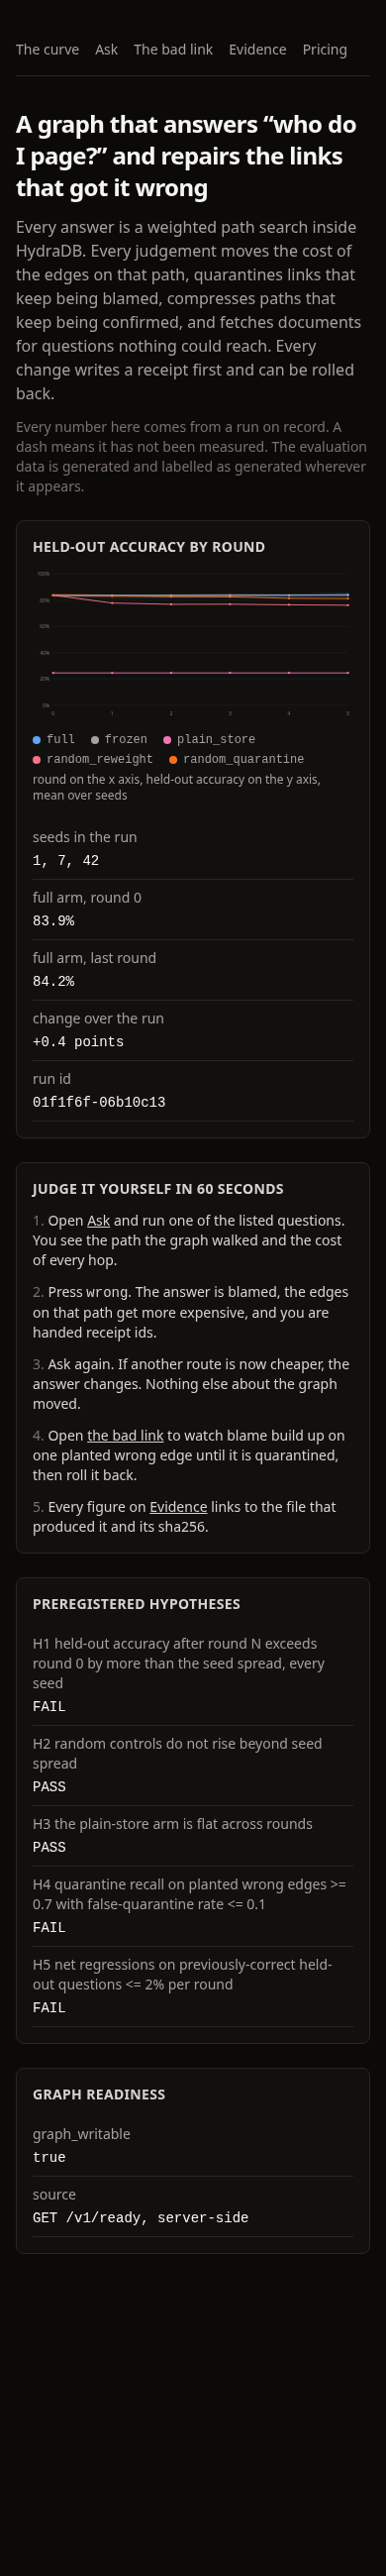 The curve Ask The bad link Evidence Pricing
A graph that answers “who do
I page?” and repairs the links
that got it wrong
Every answer is a weighted path search inside
HydraDB. Every judgement moves the cost of
the edges on that path, quarantines links that
keep being blamed, compresses paths that
keep being confirmed, and fetches documents
for questions nothing could reach. Every
change writes a receipt first and can be rolled
back.
Every number here comes from a run on record. A
dash means it has not been measured. The evaluation
data is generated and labelled as generated wherever
it appears.
HELD-OUT ACCURACY BY ROUND
100%
80%
60%
40%
20%
0%
0 1 2 3 4 5
full frozen plain_store
random_reweight random_quarantine
round on the x axis, held-out accuracy on the y axis,
mean over seeds
seeds in the run
1, 7, 42
full arm, round 0
83.9%
full arm, last round
84.2%
change over the run
+0.4 points
run id
01f1f6f-06b10c13
JUDGE IT YOURSELF IN 60 SECONDS
1. Open Ask and run one of the listed questions.
You see the path the graph walked and the cost
of every hop.
2. Press wrong. The answer is blamed, the edges
on that path get more expensive, and you are
handed receipt ids.
3. Ask again. If another route is now cheaper, the
answer changes. Nothing else about the graph
moved.
4. Open the bad link to watch blame build up on
one planted wrong edge until it is quarantined,
then roll it back.
5. Every figure on Evidence links to the file that
produced it and its sha256.
PREREGISTERED HYPOTHESES
H1 held-out accuracy after round N exceeds
round 0 by more than the seed spread, every
seed
FAIL
H2 random controls do not rise beyond seed
spread
PASS
H3 the plain-store arm is flat across rounds
PASS
H4 quarantine recall on planted wrong edges >=
0.7 with false-quarantine rate <= 0.1
FAIL
H5 net regressions on previously-correct held-
out questions <= 2% per round
FAIL
GRAPH READINESS
graph_writable
true
source
GET /v1/ready, server-side